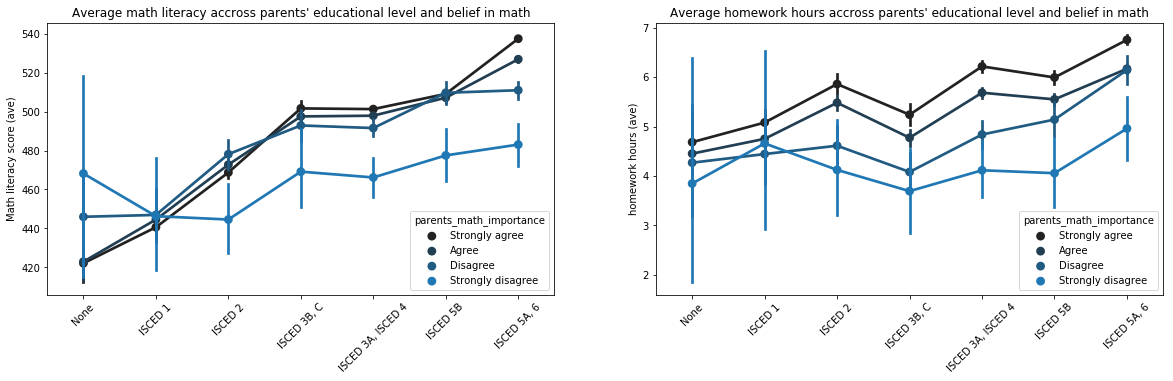 Average math literacy accross parents' educational level and belief in math
Math literacy score (ave)
540
520
500
480
460
440
420
None
ISCED 1
ISCED 2
ISCED 3B, C
ISCED 3A, ISCED 4
ISCED 5B
ISCED 5A, 6
parents_math_importance
Strongly agree
Agree
Disagree
Strongly disagree
Average homework hours accross parents' educational level and belief in math
homework hours (ave)
7
6
5
4
3
2
None
ISCED 1
ISCED 2
ISCED 3B, C
ISCED 3A, ISCED 4
ISCED 5B
ISCED 5A, 6
parents_math_importance
Strongly agree
Agree
Disagree
Strongly disagree